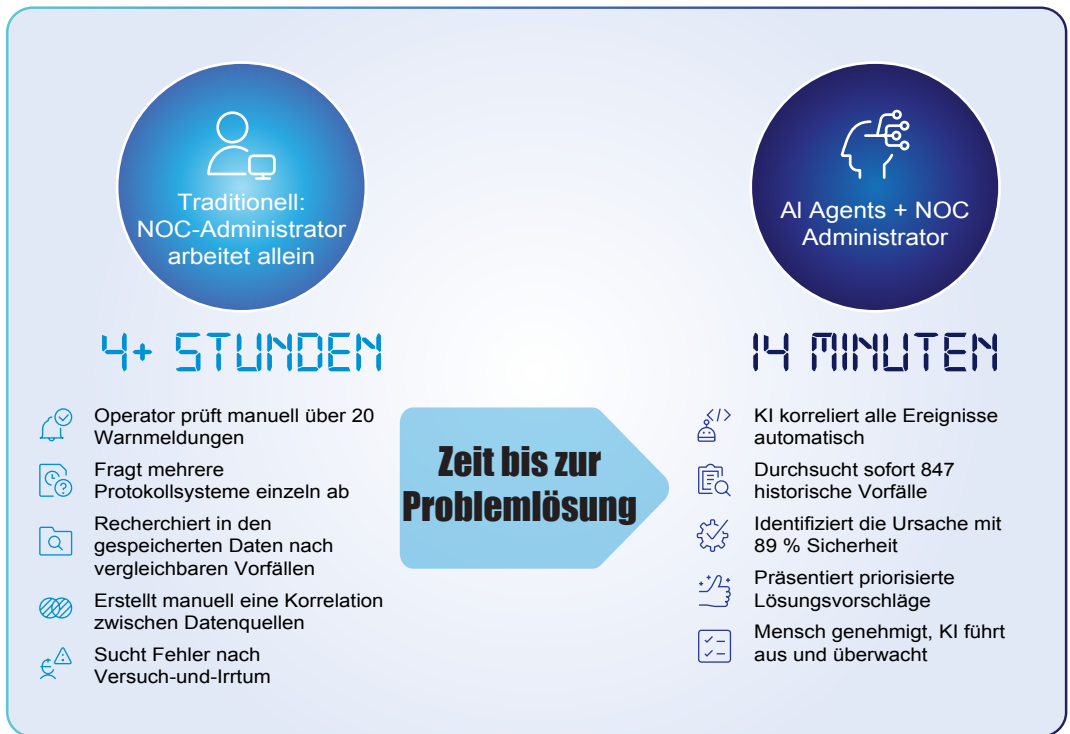 Traditionell:
NOC-Administrator
arbeitet allein
4+ STUNDEN
Operator prüft manuell über 20
Warnmeldungen
Fragt mehrere
Protokollsysteme einzeln ab
Recherchiert in den
gespeicherten Daten nach
vergleichbaren Vorfällen
Erstellt manuell eine Korrelation
zwischen Datenquellen
Sucht Fehler nach
Versuch-und-Irrtum
Zeit bis zur
Problemlösung
AI Agents + NOC
Administrator
14 MINUTEN
KI korreliert alle Ereignisse
automatisch
Durchsucht sofort 847
historische Vorfälle
Identifiziert die Ursache mit
89 % Sicherheit
Präsentiert priorisierte
Lösungsvorschläge
Mensch genehmigt, KI führt
aus und überwacht